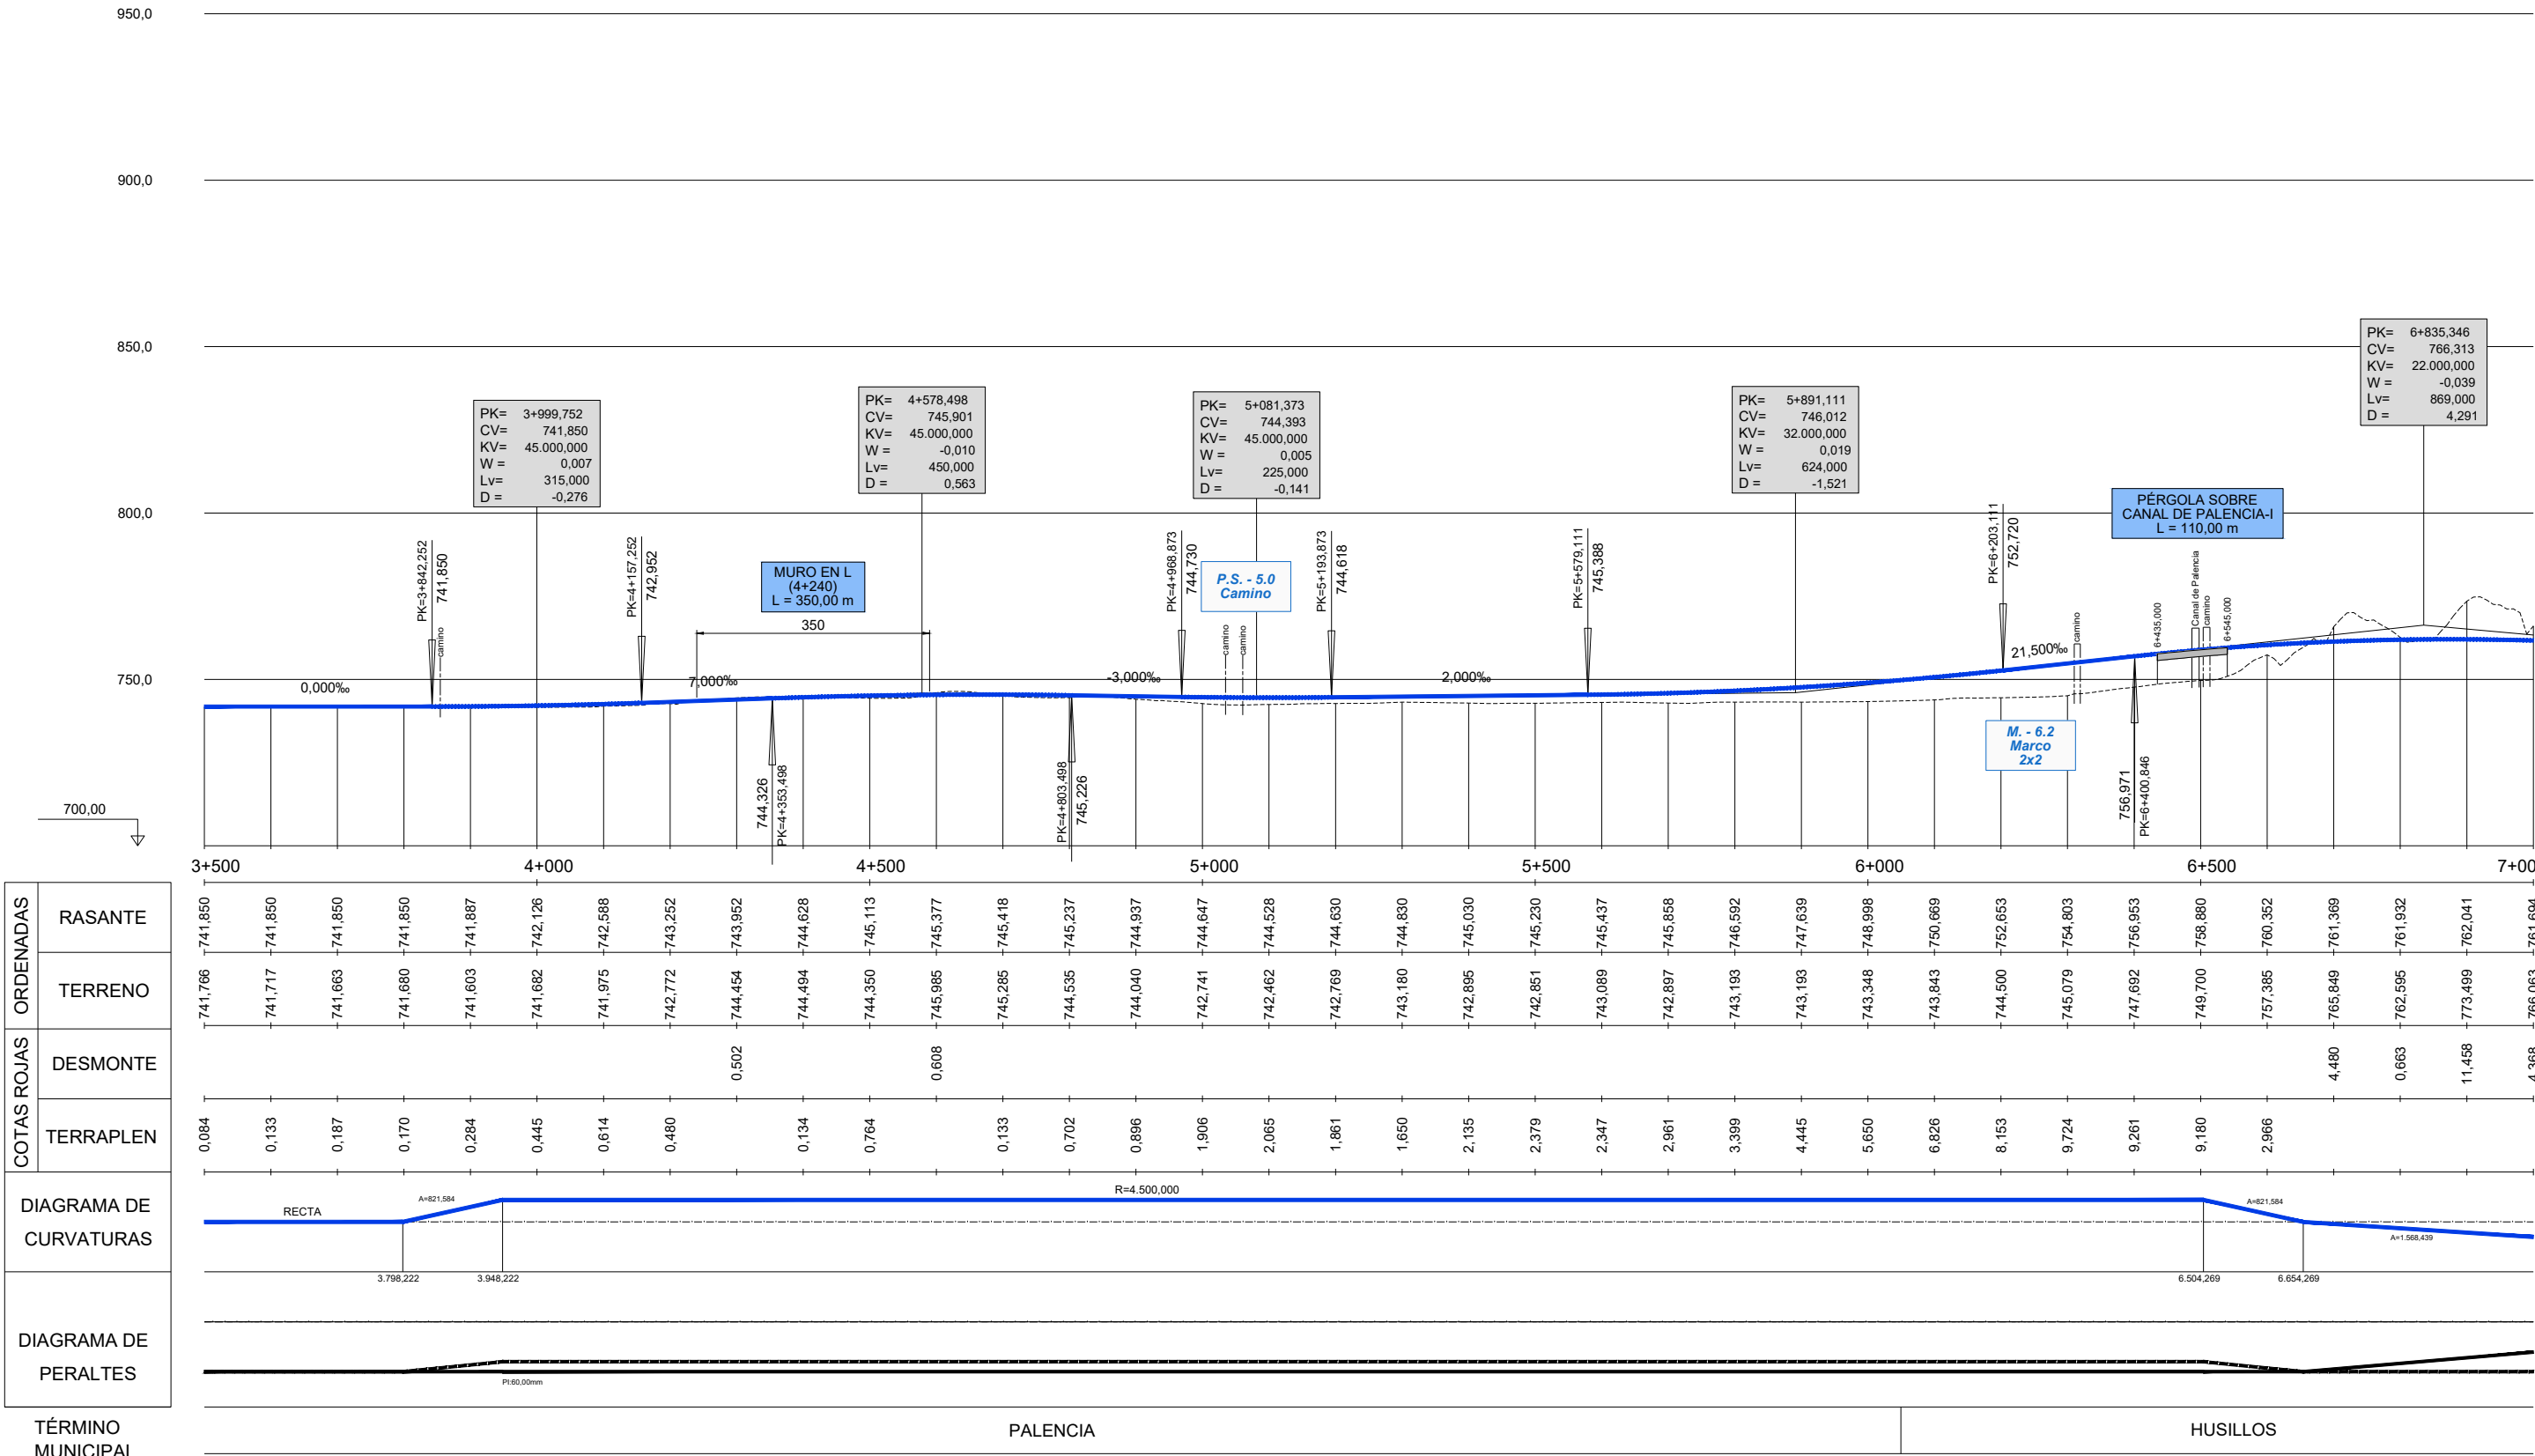 950,0
900,0
850,0
800,0
750,0
700,00
PK= 3+999,752
CV= 741,850
KV= 45.000,000
W = 0,007
Lv= 315,000
D = -0,276
PK= 4+578,498
CV= 745,901
KV= 45.000,000
W = -0,010
Lv= 450,000
D = 0,563
PK= 5+081,373
CV= 744,393
KV= 45.000,000
W = 0,005
Lv= 225,000
D = -0,141
PK= 5+891,111
CV= 746,012
KV= 32.000,000
W = 0,019
Lv= 624,000
D = -1,521
PK= 6+835,346
CV= 766,313
KV= 22.000,000
W = -0,039
Lv= 869,000
D = 4,291
PK=3+842,252
741,850
camino
PK=4+157,252
742,952
MURO EN L
(4+240)
L = 350,00 m
350
PK=4+968,873
744,730
P.S. - 5.0
Camino
camino
camino
PK=5+193,873
744,618
PK=5+579,111
745,388
PK=6+203,111
752,720
PÉRGOLA SOBRE
CANAL DE PALENCIA-I
L = 110,00 m
camino
6+435,000
Canal de Palencia
camino
6+545,000
0,000‰
7,000‰
-3,000‰
2,000‰
21,500‰
744,326
PK=4+353,498
PK=4+803,498
745,226
M. - 6.2
Marco
2x2
756,971
PK=6+400,846
3+500 4+000 4+500 5+000 5+500 6+000 6+500 7+00
ORDENADAS
RASANTE
741,850 741,850 741,850 741,850 741,887 742,126 742,588 743,252 743,952 744,628 745,113 745,377 745,418 745,237 744,937 744,647 744,528 744,630 744,830 745,030 745,230 745,437 745,858 746,592 747,639 748,998 750,669 752,653 754,803 756,953 758,880 760,352 761,369 761,932 762,041 761,694
TERRENO
741,766 741,717 741,663 741,680 741,603 741,682 741,975 742,772 744,454 744,494 744,350 745,985 745,285 744,535 744,040 742,741 742,462 742,769 743,180 742,895 742,851 743,089 742,897 743,193 743,193 743,348 743,843 744,500 745,079 747,692 749,700 757,385 765,849 762,595 773,499 766,063
COTAS ROJAS
DESMONTE
0,502 0,608 4,480 0,663 11,458 4,368
TERRAPLEN
0,084 0,133 0,187 0,170 0,284 0,445 0,614 0,480 0,134 0,764 0,133 0,702 0,896 1,906 2,065 1,861 1,650 2,135 2,379 2,347 2,961 3,399 4,445 5,650 6,826 8,153 9,724 9,261 9,180 2,966
DIAGRAMA DE
CURVATURAS
RECTA
A=821,584
R=4.500,000
A=821,584
A=1.568,439
3.798,222
3.948,222
6.504,269
6.654,269
DIAGRAMA DE
PERALTES
PI:60,00mm
TÉRMINO
MUNICIPAL
PALENCIA
HUSILLOS